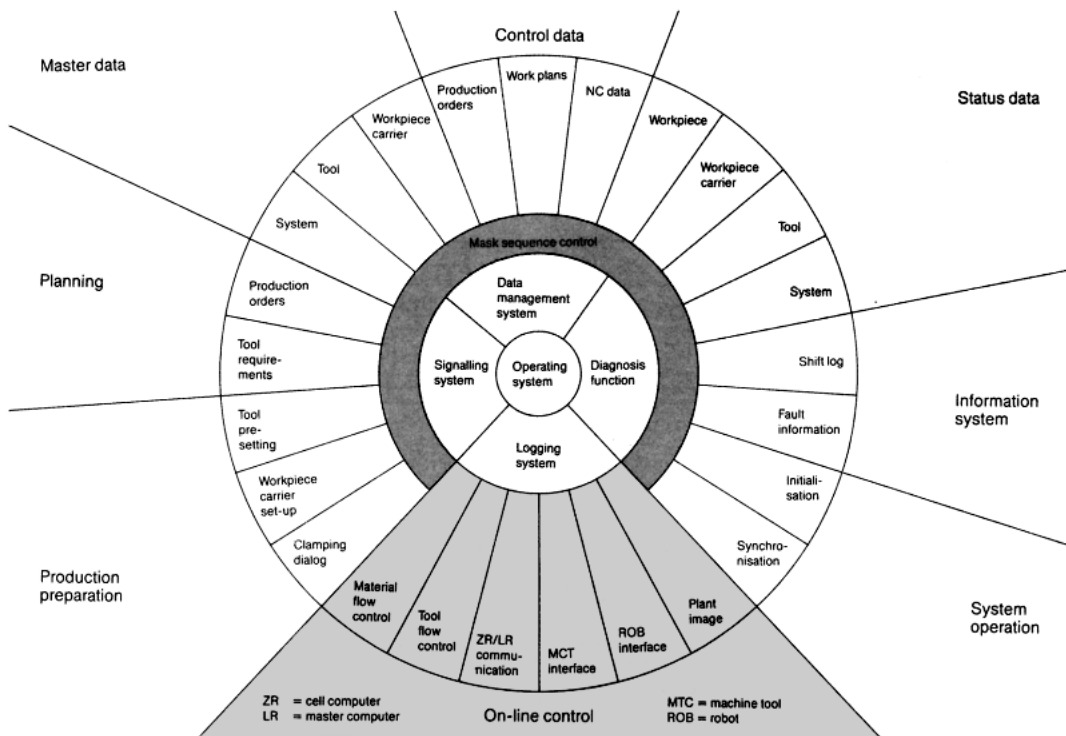 Control data
Master data
Status data
Planning
Information
system
Production
preparation
System
operation
On-line control
Production
orders
Work plans
NC data
Workpiece
carrier
Tool
System
Workpiece
Workpiece
carrier
Tool
System
Production
orders
Tool
require-
ments
Tool
pre-
setting
Workpiece
carrier
set-up
Clamping
dialog
Shift log
Fault
information
Initiali-
sation
Synchro-
nisation
Mask sequence control
Data
management
system
Signalling
system
Operating
system
Diagnosis
function
Logging
system
Material
flow
control
Tool
flow
control
ZR/LR
commu-
nication
MCT
interface
ROB
interface
Plant
image
ZR = cell computer
LR = master computer
MTC = machine tool
ROB = robot